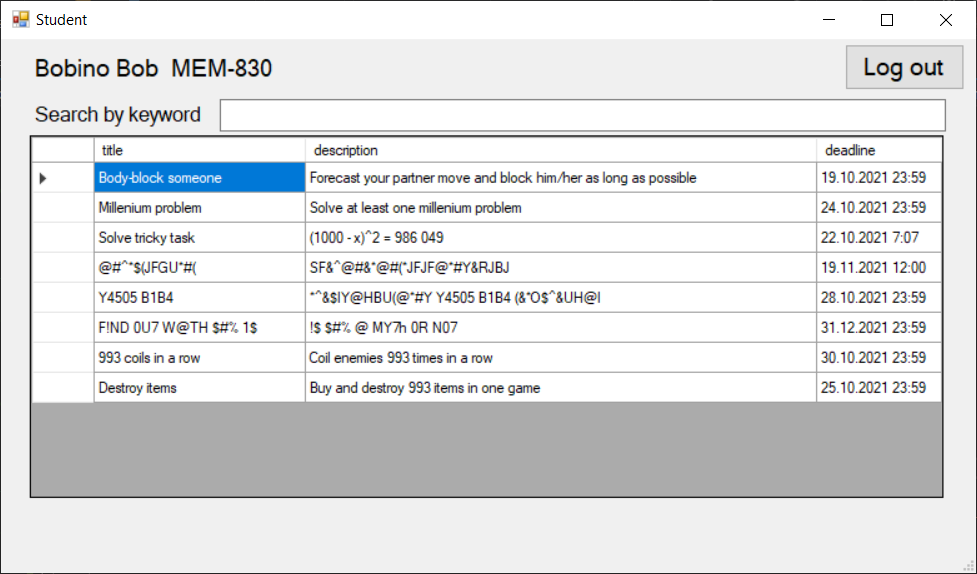 Student
Bobino Bob MEM-830
Log out
Search by keyword
title description deadline
Body-block someone Forecast your partner move and block him/her as long as possible 19.10.2021 23:59
Millenium problem Solve at least one millenium problem 24.10.2021 23:59
Solve tricky task (1000 - x)^2 = 986 049 22.10.2021 7:07
@#^*$(JFGU*#( SF&^@#&*@#(*JFJF@*#Y&RJBJ 19.11.2021 12:00
Y4505 B1B4 *^&$IY@HBU(@*#Y Y4505 B1B4 (&*O$^&UH@I 28.10.2021 23:59
F!ND 0U7 W@TH $#% 1$ !$ $#% @ MY7h 0R N07 31.12.2021 23:59
993 coils in a row Coil enemies 993 times in a row 30.10.2021 23:59
Destroy items Buy and destroy 993 items in one game 25.10.2021 23:59